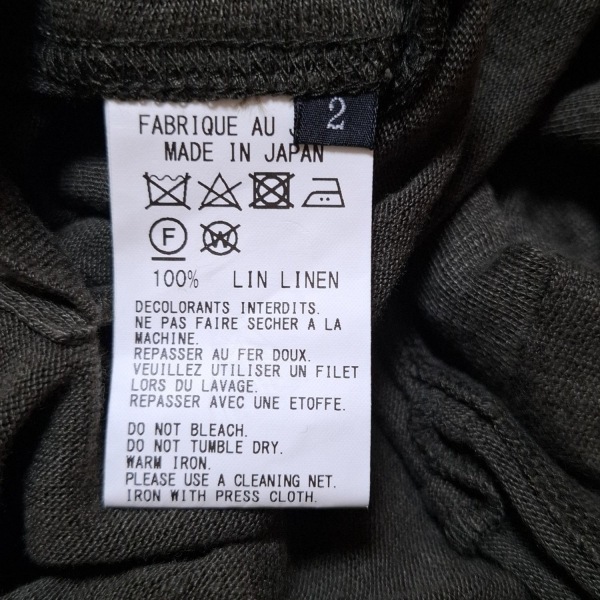 FABRIQUE AU J
2
MADE IN JAPAN
F
W
100% LIN LINEN
DECOLORANTS INTERDITS.
NE PAS FAIRE SECHER A LA
MACHINE.
REPASSER AU FER DOUX.
VEUILLEZ UTILISER UN FILET
LORS DU LAVAGE.
REPASSER AVEC UNE ETOFFE.
DO NOT BLEACH.
DO NOT TUMBLE DRY.
WARM IRON.
PLEASE USE A CLEANING NET.
IRON WITH PRESS CLOTH.